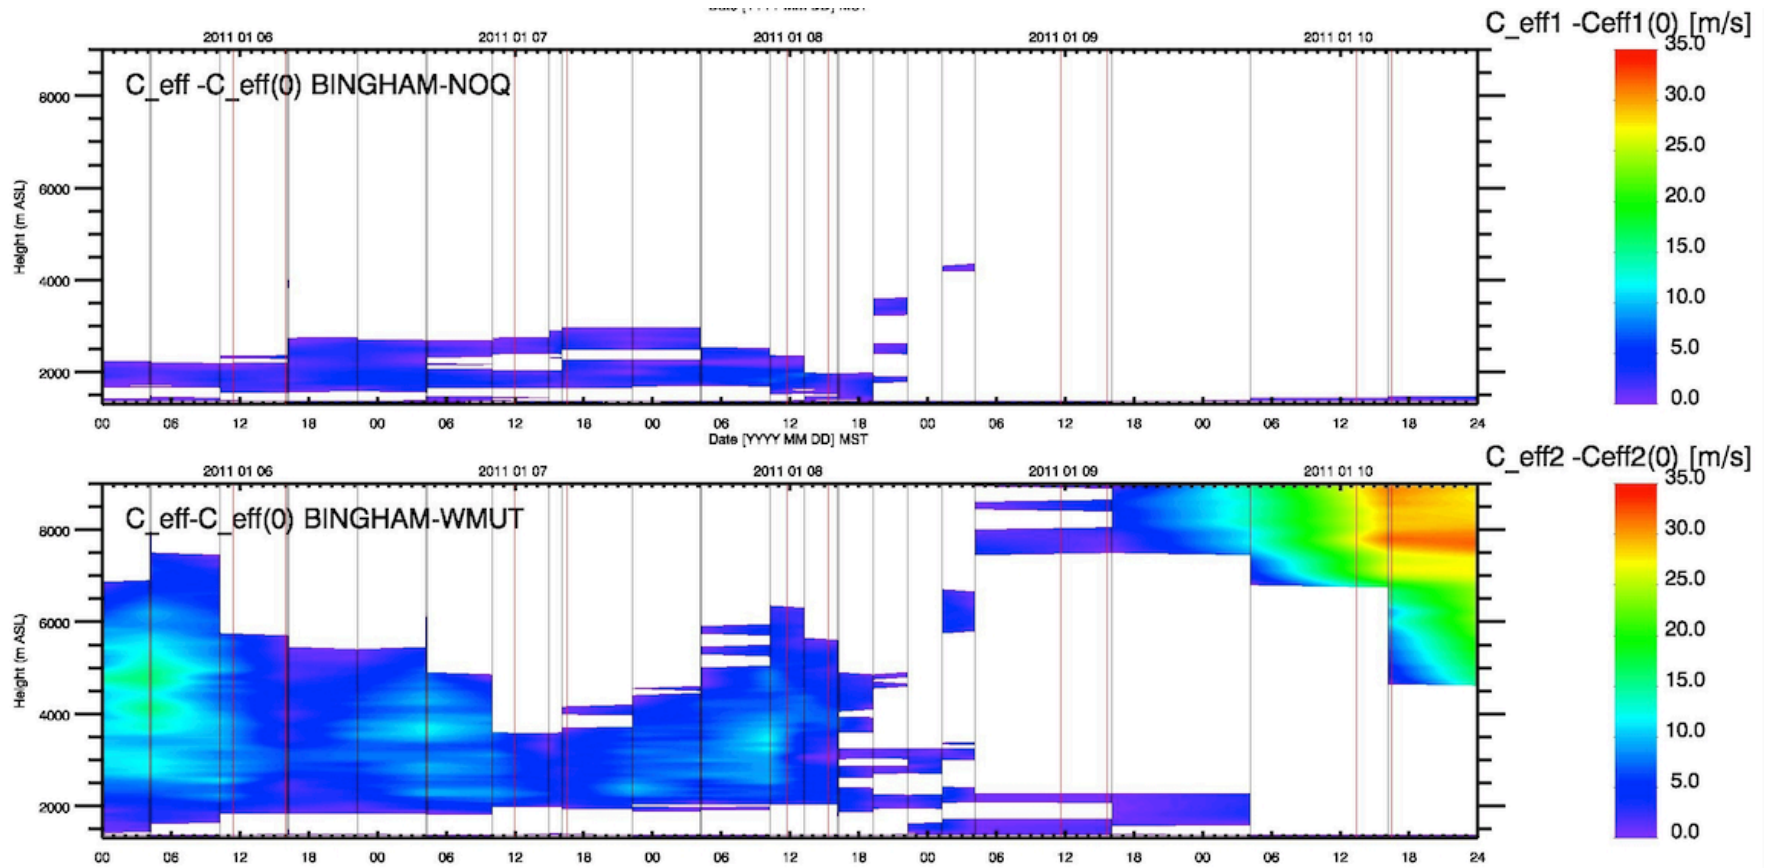 C_eff1 -Ceff1(0) [m/s]
2011 01 06 2011 01 07 2011 01 08 2011 01 09 2011 01 10
C_eff -C_eff(0) BINGHAM-NOQ
Height (m ASL)
8000
6000
4000
2000
35.0
30.0
25.0
20.0
15.0
10.0
5.0
0.0
00 06 12 18 00 06 12 18 00 06 12 18 00 06 12 18 00 06 12 18 24
Date [YYYY MM DD] MST
C_eff2 -Ceff2(0) [m/s]
2011 01 06 2011 01 07 2011 01 08 2011 01 09 2011 01 10
C_eff-C_eff(0) BINGHAM-WMUT
Height (m ASL)
8000
6000
4000
2000
35.0
30.0
25.0
20.0
15.0
10.0
5.0
0.0
00 06 12 18 00 06 12 18 00 06 12 18 00 06 12 18 00 06 12 18 24